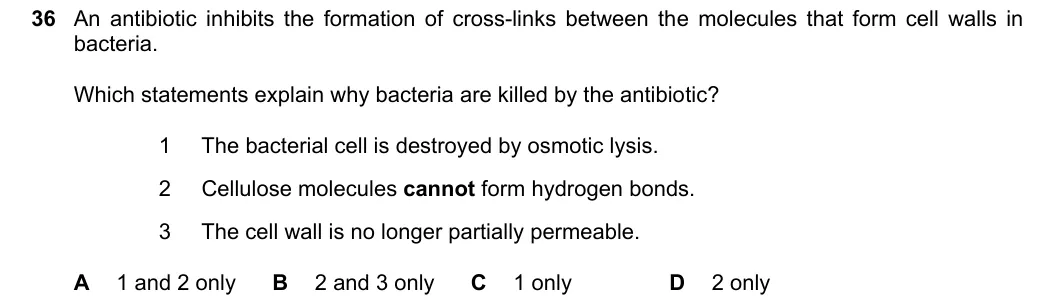 36 An antibiotic inhibits the formation of cross-links between the molecules that form cell walls in
bacteria.
Which statements explain why bacteria are killed by the antibiotic?
1 The bacterial cell is destroyed by osmotic lysis.
2 Cellulose molecules cannot form hydrogen bonds.
3 The cell wall is no longer partially permeable.
A 1 and 2 only B 2 and 3 only C 1 only D 2 only